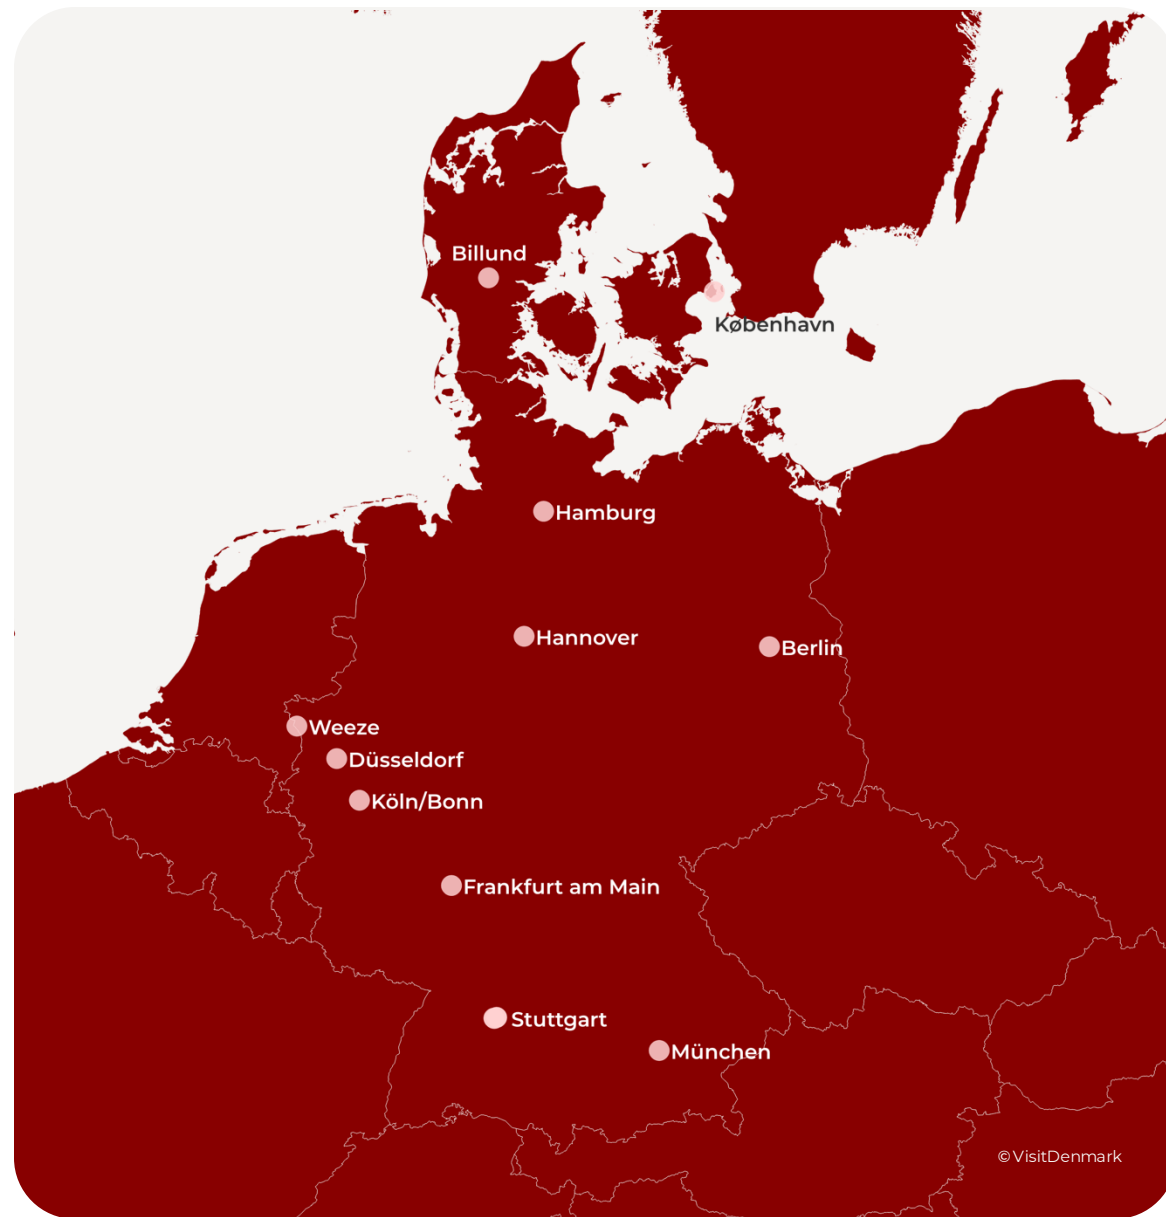 Billund
København
Hamburg
Hannover
Berlin
Weeze
Düsseldorf
Köln/Bonn
Frankfurt am Main
Stuttgart
München
©VisitDenmark